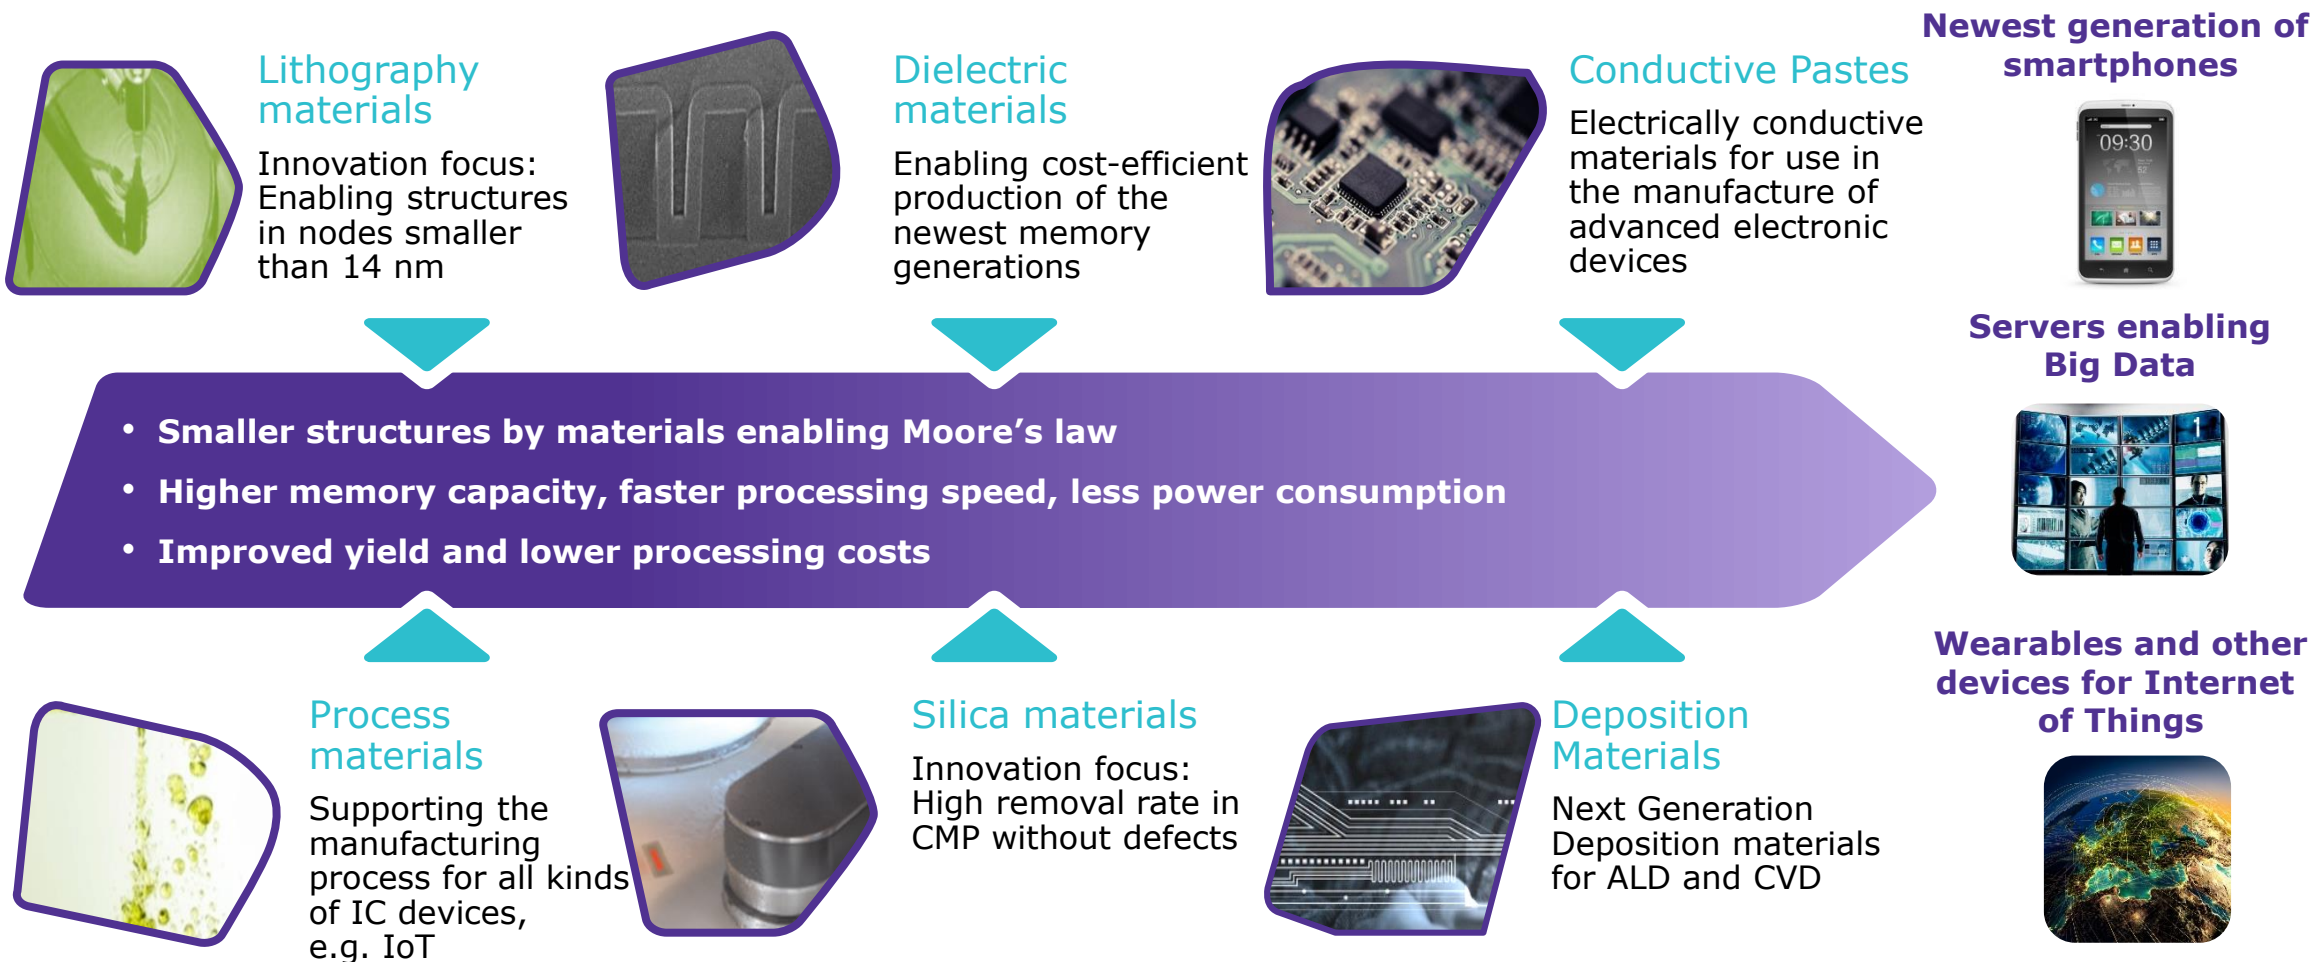 Lithography
materials
Innovation focus:
Enabling structures
in nodes smaller
than 14 nm
Dielectric
materials
Enabling cost-efficient
production of the
newest memory
generations
Conductive Pastes
Electrically conductive
materials for use in
the manufacture of
advanced electronic
devices
Newest generation of
smartphones
09:30
Servers enabling
Big Data
1
• Smaller structures by materials enabling Moore’s law
• Higher memory capacity, faster processing speed, less power consumption
• Improved yield and lower processing costs
Process
materials
Supporting the
manufacturing
process for all kinds
of IC devices,
e.g. IoT
Silica materials
Innovation focus:
High removal rate in
CMP without defects
Deposition
Materials
Next Generation
Deposition materials
for ALD and CVD
Wearables and other
devices for Internet
of Things